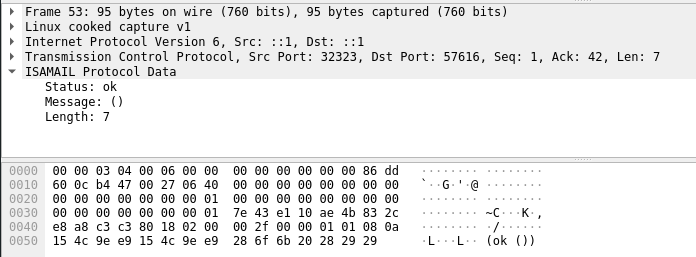 Frame 53: 95 bytes on wire (760 bits), 95 bytes captured (760 bits)
Linux cooked capture v1
Internet Protocol Version 6, Src: ::1, Dst: ::1
Transmission Control Protocol, Src Port: 32323, Dst Port: 57616, Seq: 1, Ack: 42, Len: 7
ISAMAIL Protocol Data
Status: ok
Message: ()
Length: 7
0000 00 00 03 04 00 06 00 00 00 00 00 00 00 00 86 dd ········ ········
0010 60 0c b4 47 00 27 06 40 00 00 00 00 00 00 00 00 `··G·'·@ ········
0020 00 00 00 00 00 00 00 01 00 00 00 00 00 00 00 00 ········ ········
0030 00 00 00 00 00 00 00 01 7e 43 e1 10 ae 4b 83 2c ········ ~C···K·,
0040 e8 a8 c3 c3 80 18 02 00 00 2f 00 00 01 01 08 0a ········ ·/······
0050 15 4c 9e e9 15 4c 9e e9 28 6f 6b 20 28 29 29 ·L···L·· (ok ())